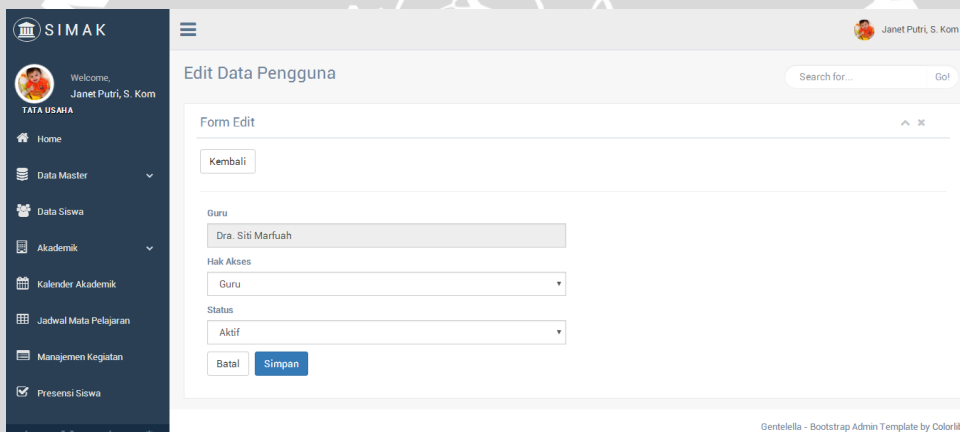 SIMAK
Janet Putri, S. Kom
Welcome,
Janet Putri, S. Kom
TATA USAHA
Home
Data Master
Data Siswa
Akademik
Kalender Akademik
Jadwal Mata Pelajaran
Manajemen Kegiatan
Presensi Siswa
Edit Data Pengguna
Search for... Go!
Form Edit
Kembali
Guru
Dra. Siti Marfuah
Hak Akses
Guru
Status
Aktif
Batal Simpan
Gentelella - Bootstrap Admin Template by Colorlib